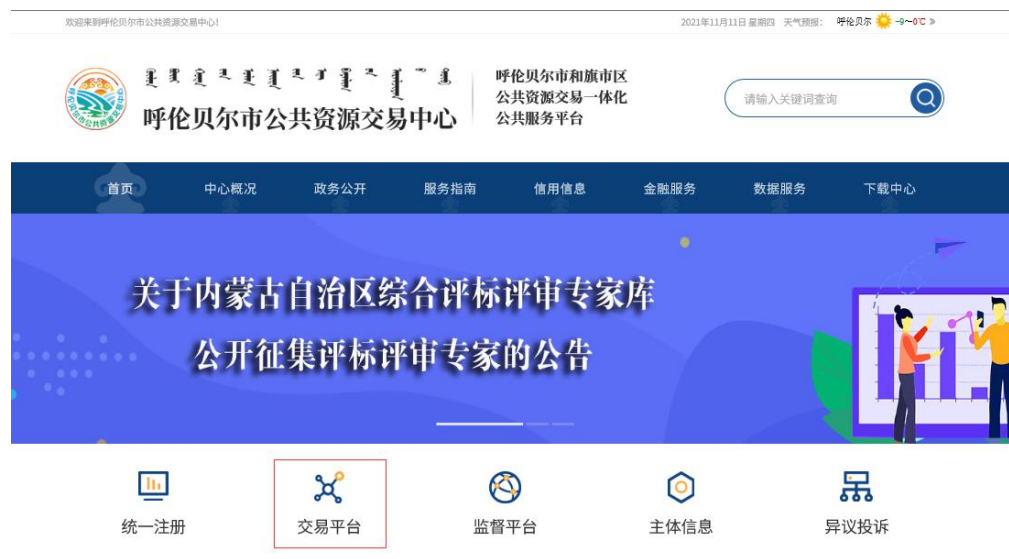 欢迎来到呼伦贝尔市公共资源交易中心！
2021年11月11日 星期四 天气预报： 呼伦贝尔 -9～0℃ »
呼伦贝尔市公共资源交易中心
呼伦贝尔市和旗市区
公共资源交易一体化
公共服务平台
请输入关键词查询
首页 中心概况 政务公开 服务指南 信用信息 金融服务 数据服务 下载中心
关于内蒙古自治区综合评标评审专家库
公开征集评标评审专家的公告
统一注册 交易平台 监督平台 主体信息 异议投诉